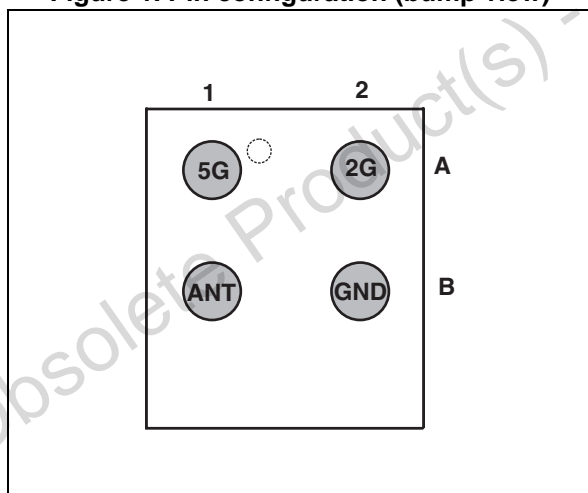 Figure 1. Pin configuration (bump view)
1 2
5G 2G A
ANT GND B
Obsolete Product(s) -